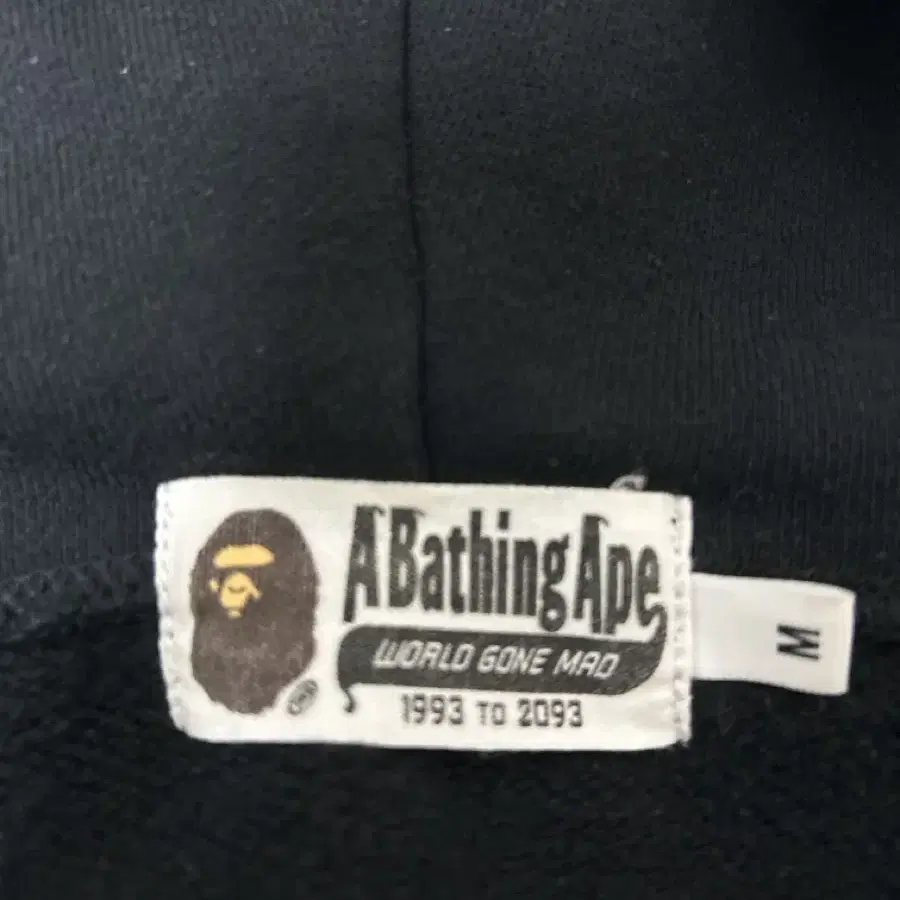 A Bathing Ape
WORLD GONE MAD
1993 TO 2093
M